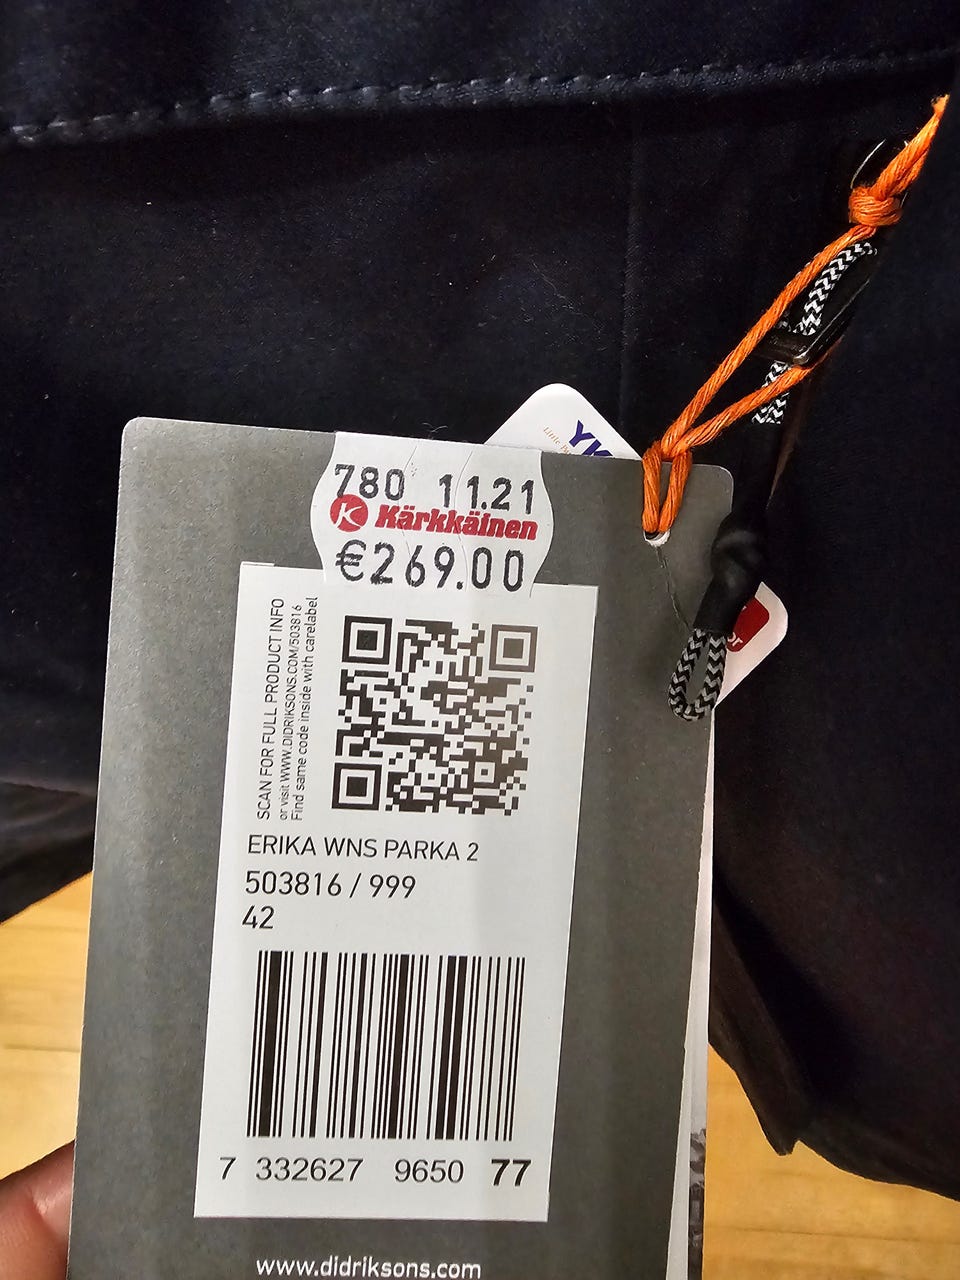 YK
780 11.21
K Kärkkäinen
€269.00
SCAN FOR FULL PRODUCT INFO
or visit WWW.DIDRIKSONS.COM/503816
Find same code inside with carelabel
ERIKA WNS PARKA 2
503816 / 999
42
7 332627 9650 77
www.didriksons.com